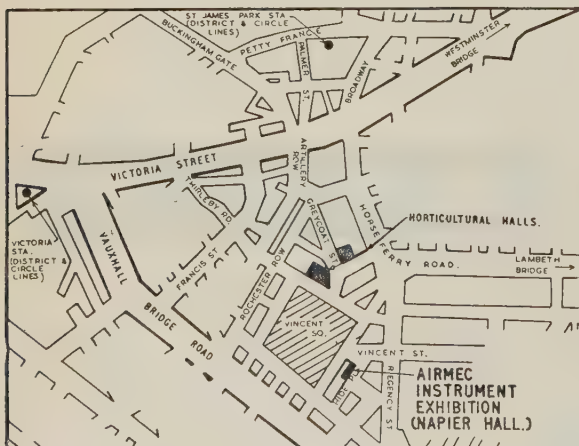 ST JAMES PARK STA.
(DISTRICT & CIRCLE
LINES)
BUCKINGHAM GATE
PETTY FRANCE
PALMER ST.
BROADWAY
WESTMINSTER
BRIDGE
VICTORIA STREET
ARTILLERY
ROW
THIRLEBY RD.
VICTORIA
STA.
(DISTRICT &
CIRCLE
LINES)
VAUXHALL
BRIDGE
ROAD
FRANCIS ST
GREYCOAT ST.
HORSE FERRY ROAD.
HORTICULTURAL HALLS.
LAMBETH
BRIDGE
ROCHESTER ROW
VINCENT
SQ.
VINCENT ST.
REGENCY ST.
AIRMEC
INSTRUMENT
EXHIBITION
(NAPIER HALL.)